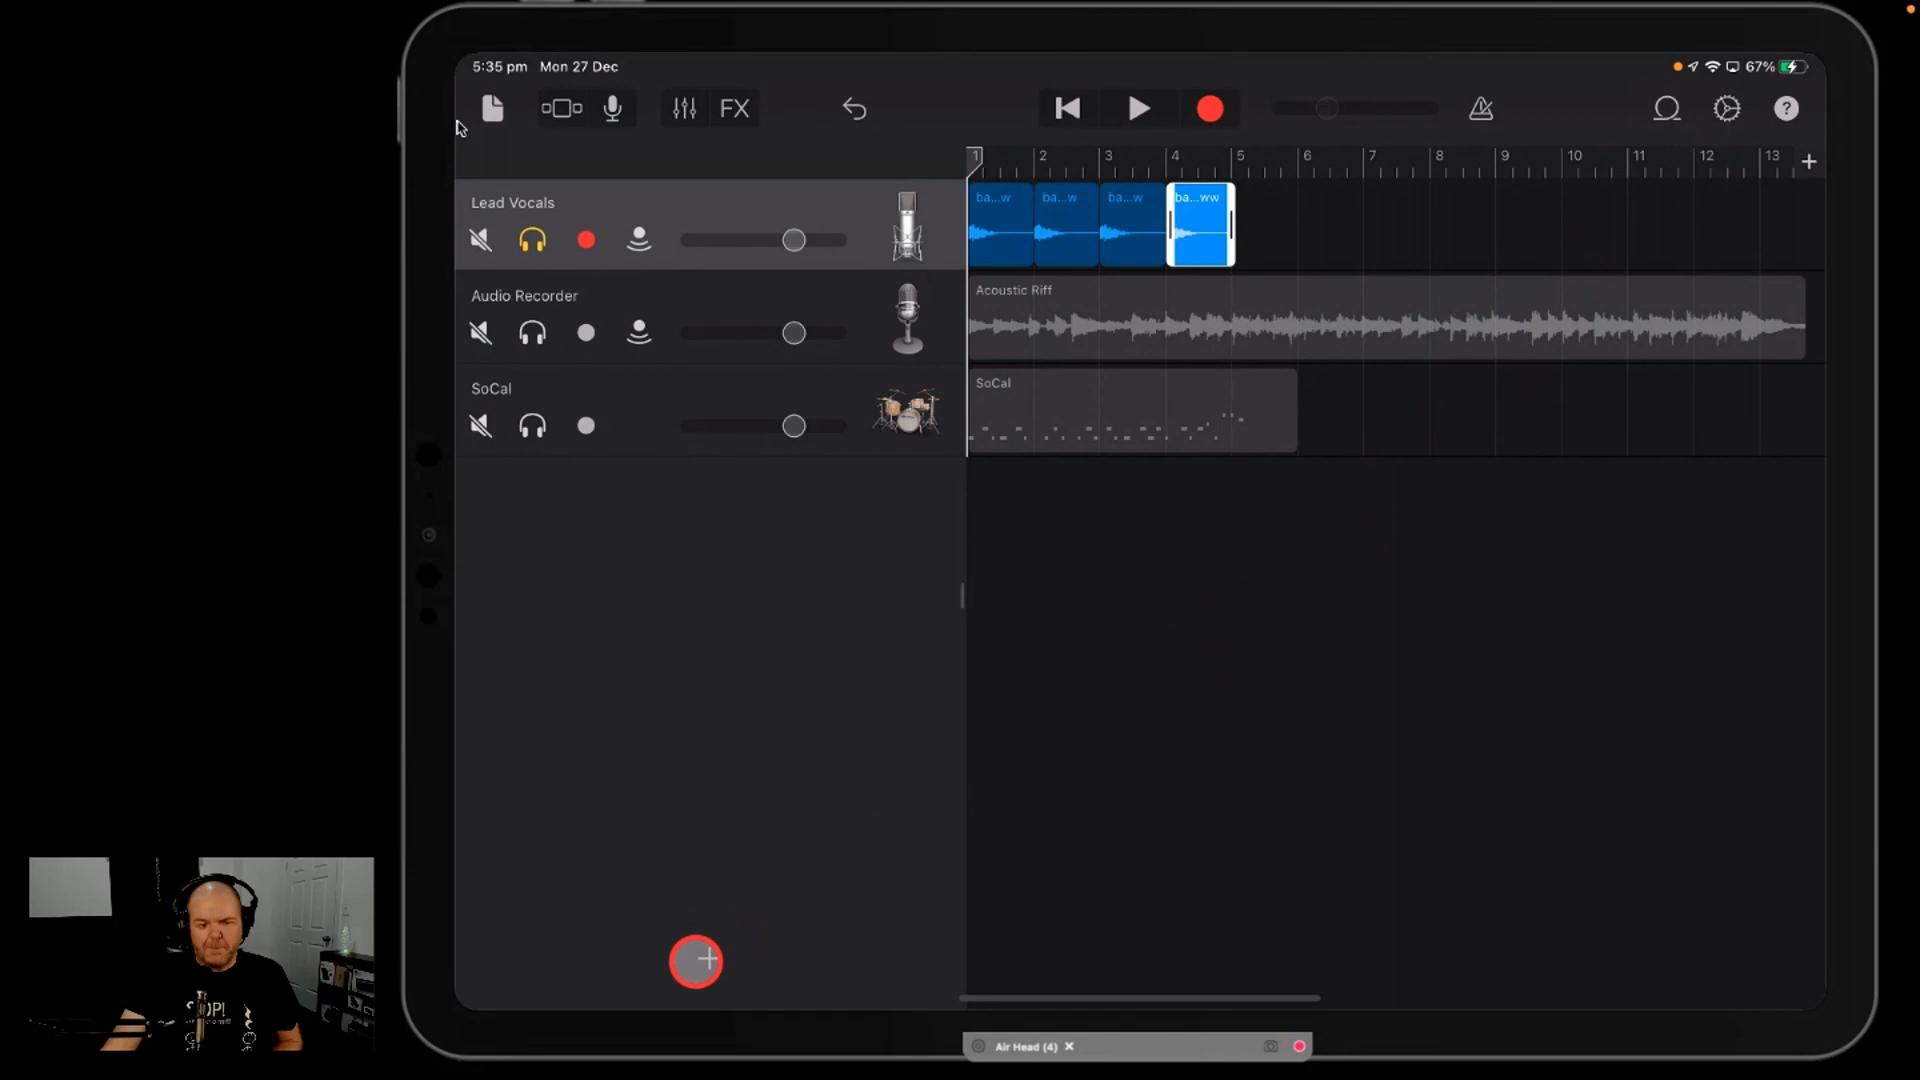 5:35 pm Mon 27 Dec
67%
FX
1 2 3 4 5 6 7 8 9 10 11 12 13
Lead Vocals
ba...w ba...w ba...w ba...ww
Audio Recorder
Acoustic Riff
SoCal
SoCal
Air Head (4)